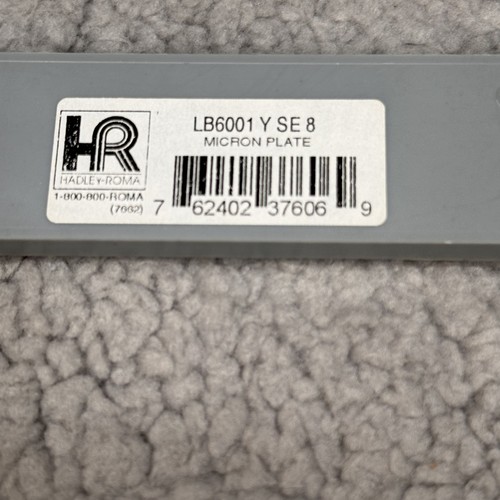 HR
HADLEY-ROMA
1-800-800-ROMA
(7662)
LB6001 Y SE 8
MICRON PLATE
7 62402 37606 9